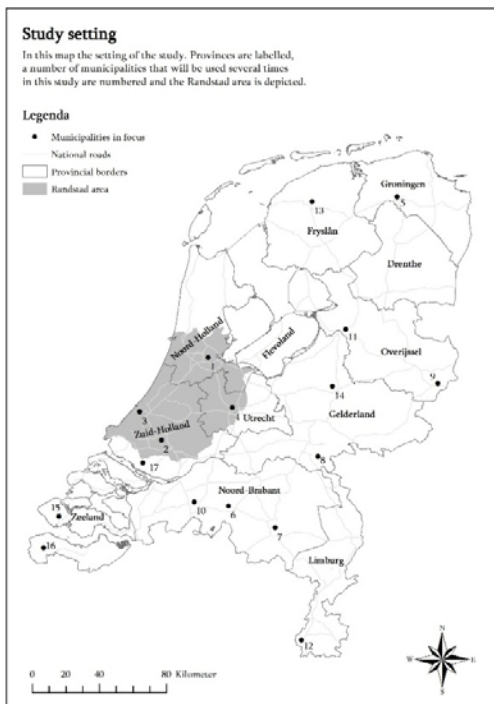 Study setting
In this map the setting of the study. Provinces are labelled,
a number of municipalities that will be used several times
in this study are numbered and the Randstad area is depicted.
Legenda
Municipalities in focus
National roads
Provincial borders
Randstad area
Groningen
5
13
Fryslân
Drenthe
Noord-Holland
1
Flevoland
11
Overijssel
9
14
Gelderland
3
4
Utrecht
Zuid-Holland
2
17
8
Noord-Brabant
15
Zeeland
10
6
7
16
Limburg
12
N
W
E
S
0
20
40
80 Kilometer